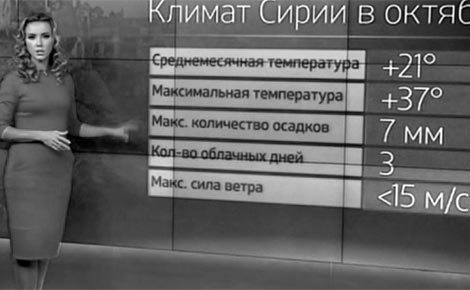 Климат Сирии в октяб
Среднемесячная температура +21°
Максимальная температура +37°
Макс. количество осадков 7 мм
Кол-во облачных дней 3
Макс. сила ветра <15 м/с